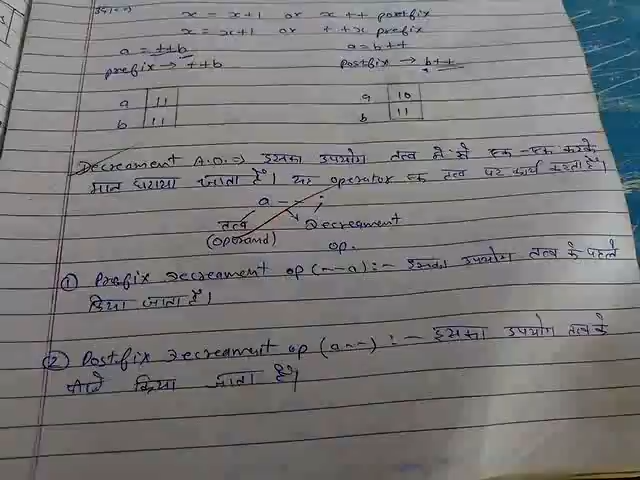 x = x+1 or x ++ postfix
x = x+1 or + +x prefix
a = ++b a = b++
prefix → ++b postfix → b++
a 11 a 10
b 11 b 11
Decreament A.O. ⇒ इसका उपयोग तत्व में से एक-एक करके
मान घटाया जाता है। यह operator एक तत्व पर कार्य करता है।
a -- ;
तत्व Decreament
(operand) op.
① Prefix Decreament op (--a) :- इसका उपयोग तत्व के पहले
किया जाता है।
② Postfix Decreament op (a--) :- इसका उपयोग तत्व के
पीछे किया जाता है।